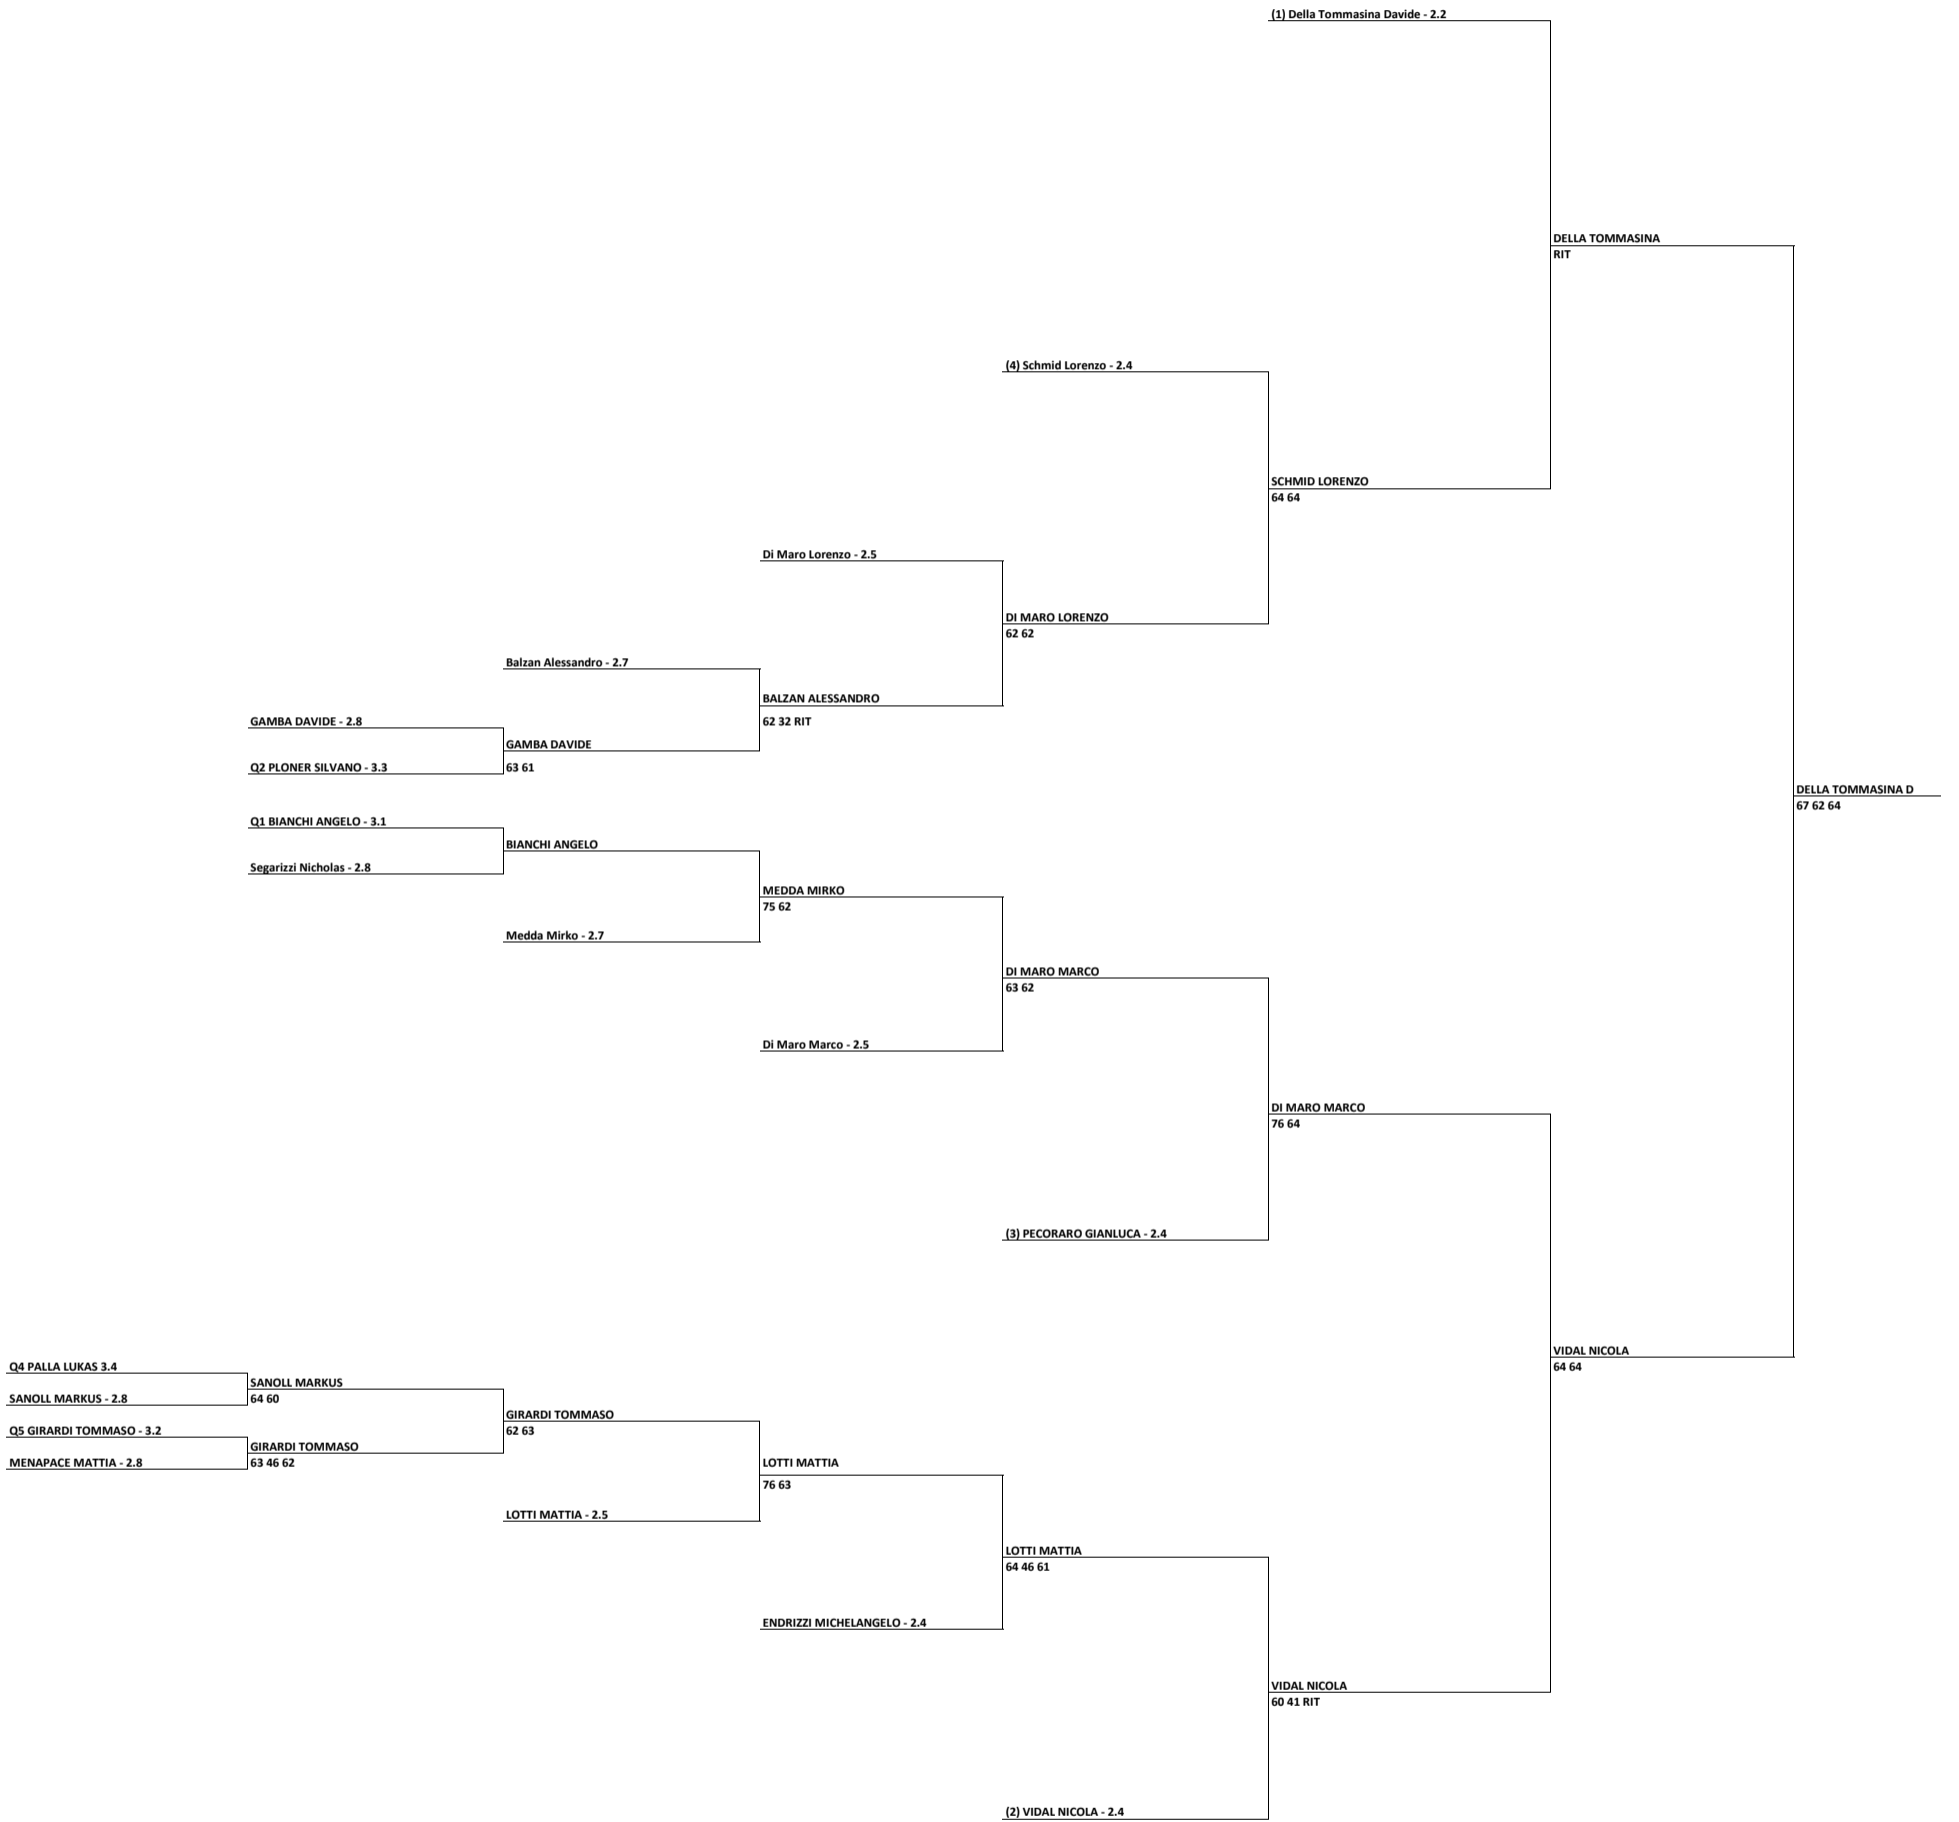 (1) Della Tommasina Davide - 2.2
DELLA TOMMASINA
RIT
(4) Schmid Lorenzo - 2.4
SCHMID LORENZO
64 64
Di Maro Lorenzo - 2.5
DI MARO LORENZO
62 62
Balzan Alessandro - 2.7
BALZAN ALESSANDRO
62 32 RIT
GAMBA DAVIDE - 2.8
GAMBA DAVIDE
63 61
Q2 PLONER SILVANO - 3.3
DELLA TOMMASINA D
67 62 64
Q1 BIANCHI ANGELO - 3.1
BIANCHI ANGELO
Segarizzi Nicholas - 2.8
MEDDA MIRKO
75 62
Medda Mirko - 2.7
DI MARO MARCO
63 62
Di Maro Marco - 2.5
DI MARO MARCO
76 64
(3) PECORARO GIANLUCA - 2.4
VIDAL NICOLA
64 64
Q4 PALLA LUKAS 3.4
SANOLL MARKUS
64 60
SANOLL MARKUS - 2.8
GIRARDI TOMMASO
62 63
Q5 GIRARDI TOMMASO - 3.2
GIRARDI TOMMASO
63 46 62
MENAPACE MATTIA - 2.8
LOTTI MATTIA
76 63
LOTTI MATTIA - 2.5
LOTTI MATTIA
64 46 61
ENDRIZZI MICHELANGELO - 2.4
VIDAL NICOLA
60 41 RIT
(2) VIDAL NICOLA - 2.4